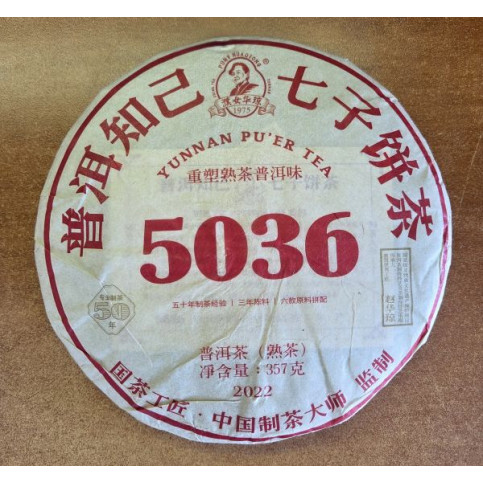 普洱知己 七子饼茶
1975
YUNNAN PU'ER TEA
重塑熟茶普洱味
5036
五十年制茶经验 | 三年陈料 | 六款原料拼配
50
年
普洱茶（熟茶）
净含量:357克
2022
国茶工匠·中国制茶大师 监制